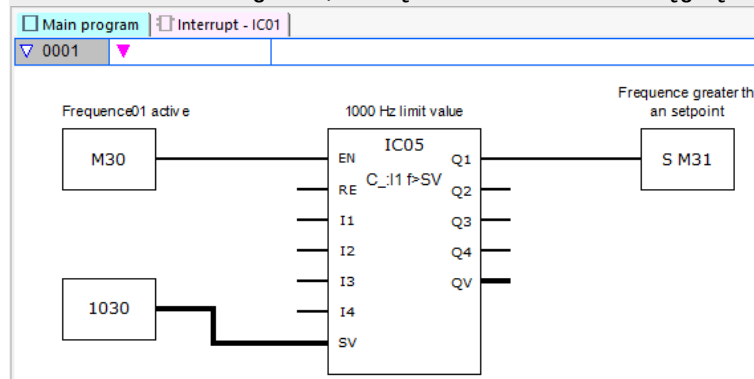 Main program
Interrupt - IC01
0001
Frequence01 active
1000 Hz limit value
Frequence greater th
an setpoint
M30
IC05
S M31
EN
Q1
C_:I1 f>SV
RE
Q2
I1
Q3
I2
Q4
I3
QV
1030
I4
SV